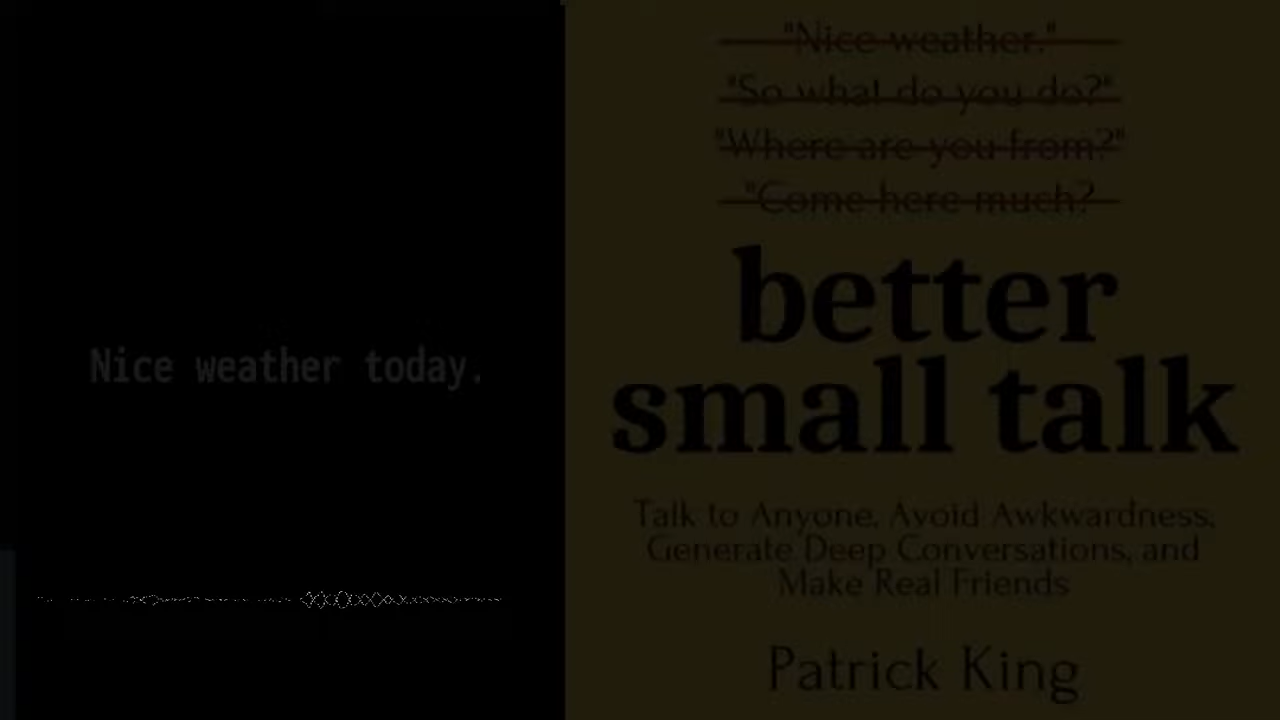 Nice weather today.
"Nice weather."
"So what do you do?"
"Where are you from?"
"Come here much?
better
small talk
Talk to Anyone, Avoid Awkwardness,
Generate Deep Conversations, and
Make Real Friends
Patrick King